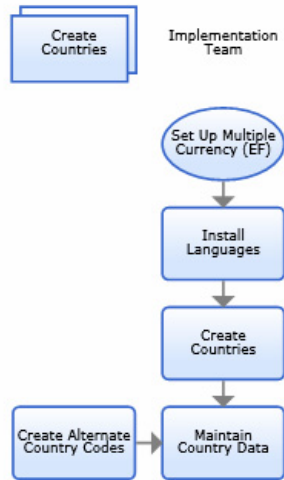 Create
Countries
Implementation
Team
Set Up Multiple
Currency (EF)
Install
Languages
Create
Countries
Create Alternate
Country Codes
Maintain
Country Data